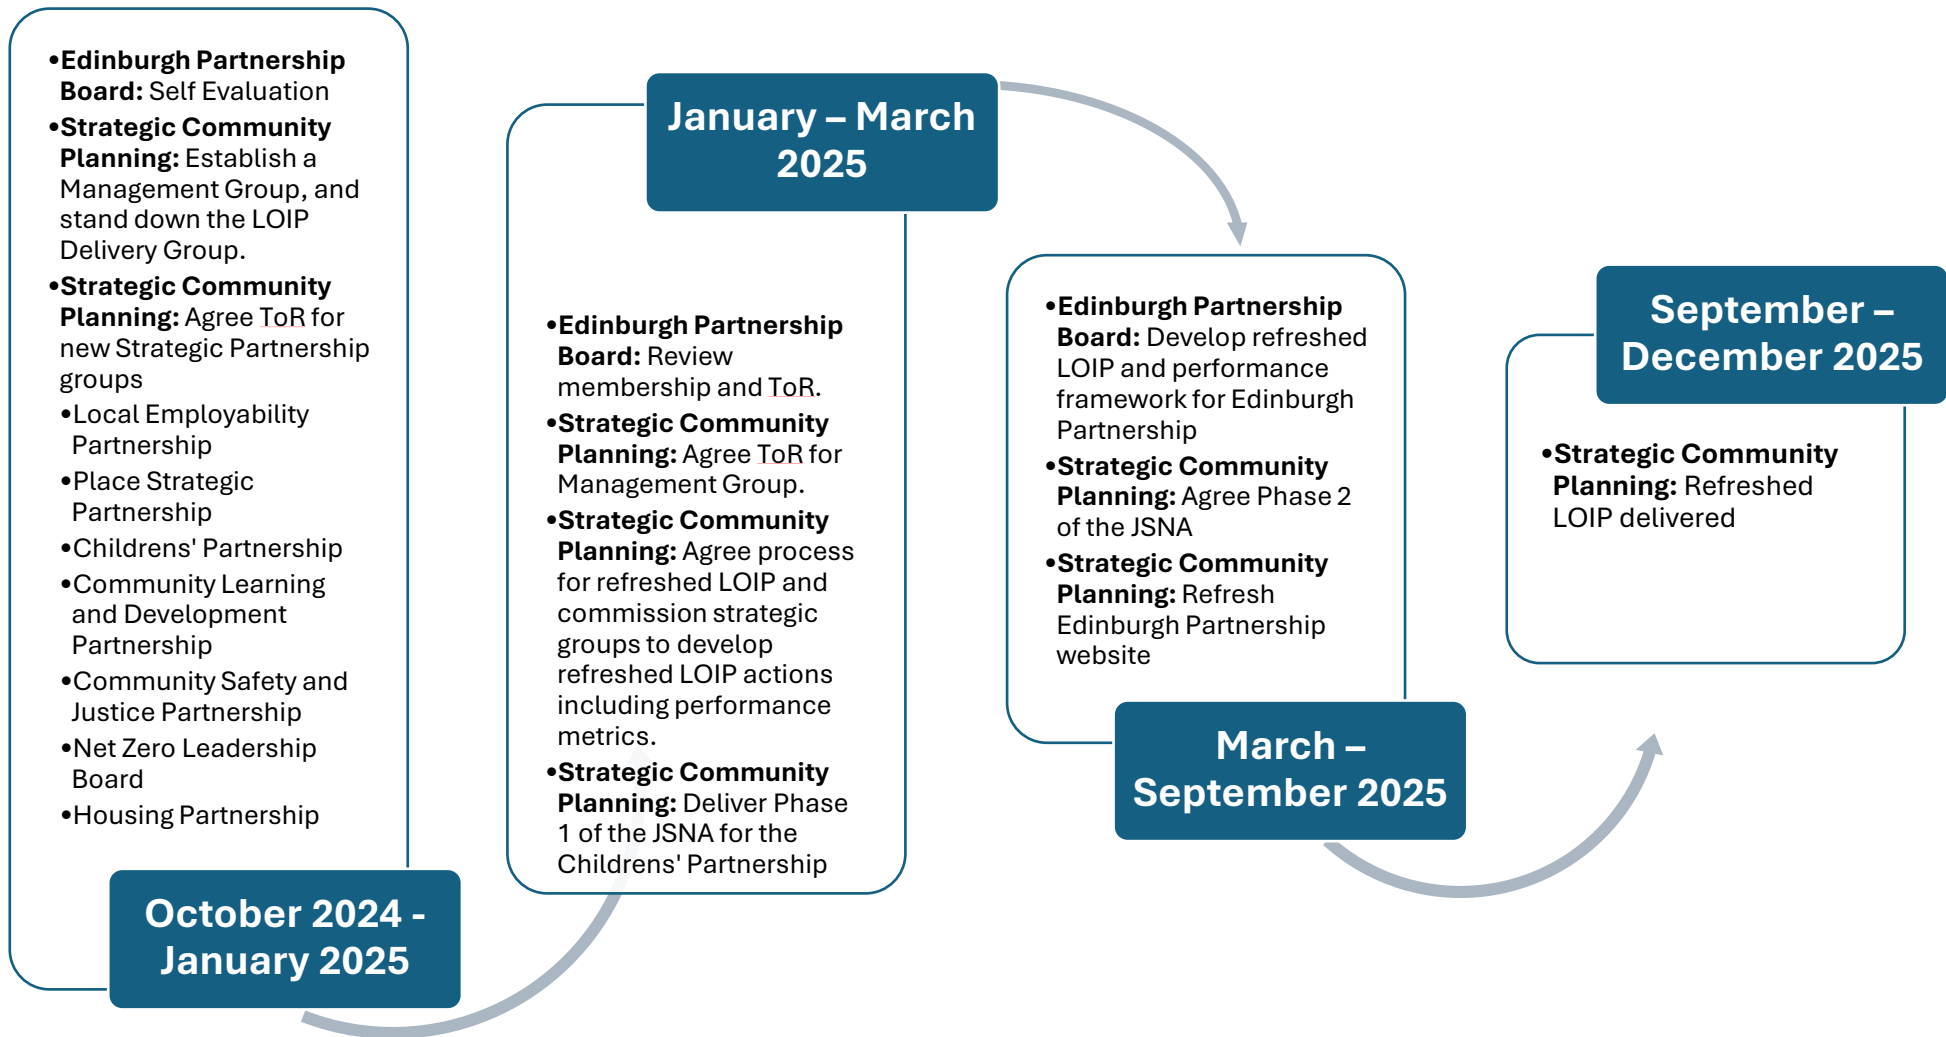 •Edinburgh Partnership
Board: Self Evaluation
•Strategic Community
Planning: Establish a
Management Group, and
stand down the LOIP
Delivery Group.
•Strategic Community
Planning: Agree ToR for
new Strategic Partnership
groups
•Local Employability
Partnership
•Place Strategic
Partnership
•Childrens' Partnership
•Community Learning
and Development
Partnership
•Community Safety and
Justice Partnership
•Net Zero Leadership
Board
•Housing Partnership
October 2024 -
January 2025
January – March
2025
•Edinburgh Partnership
Board: Review
membership and ToR.
•Strategic Community
Planning: Agree ToR for
Management Group.
•Strategic Community
Planning: Agree process
for refreshed LOIP and
commission strategic
groups to develop
refreshed LOIP actions
including performance
metrics.
•Strategic Community
Planning: Deliver Phase
1 of the JSNA for the
Childrens' Partnership
•Edinburgh Partnership
Board: Develop refreshed
LOIP and performance
framework for Edinburgh
Partnership
•Strategic Community
Planning: Agree Phase 2
of the JSNA
•Strategic Community
Planning: Refresh
Edinburgh Partnership
website
March –
September 2025
September –
December 2025
•Strategic Community
Planning: Refreshed
LOIP delivered